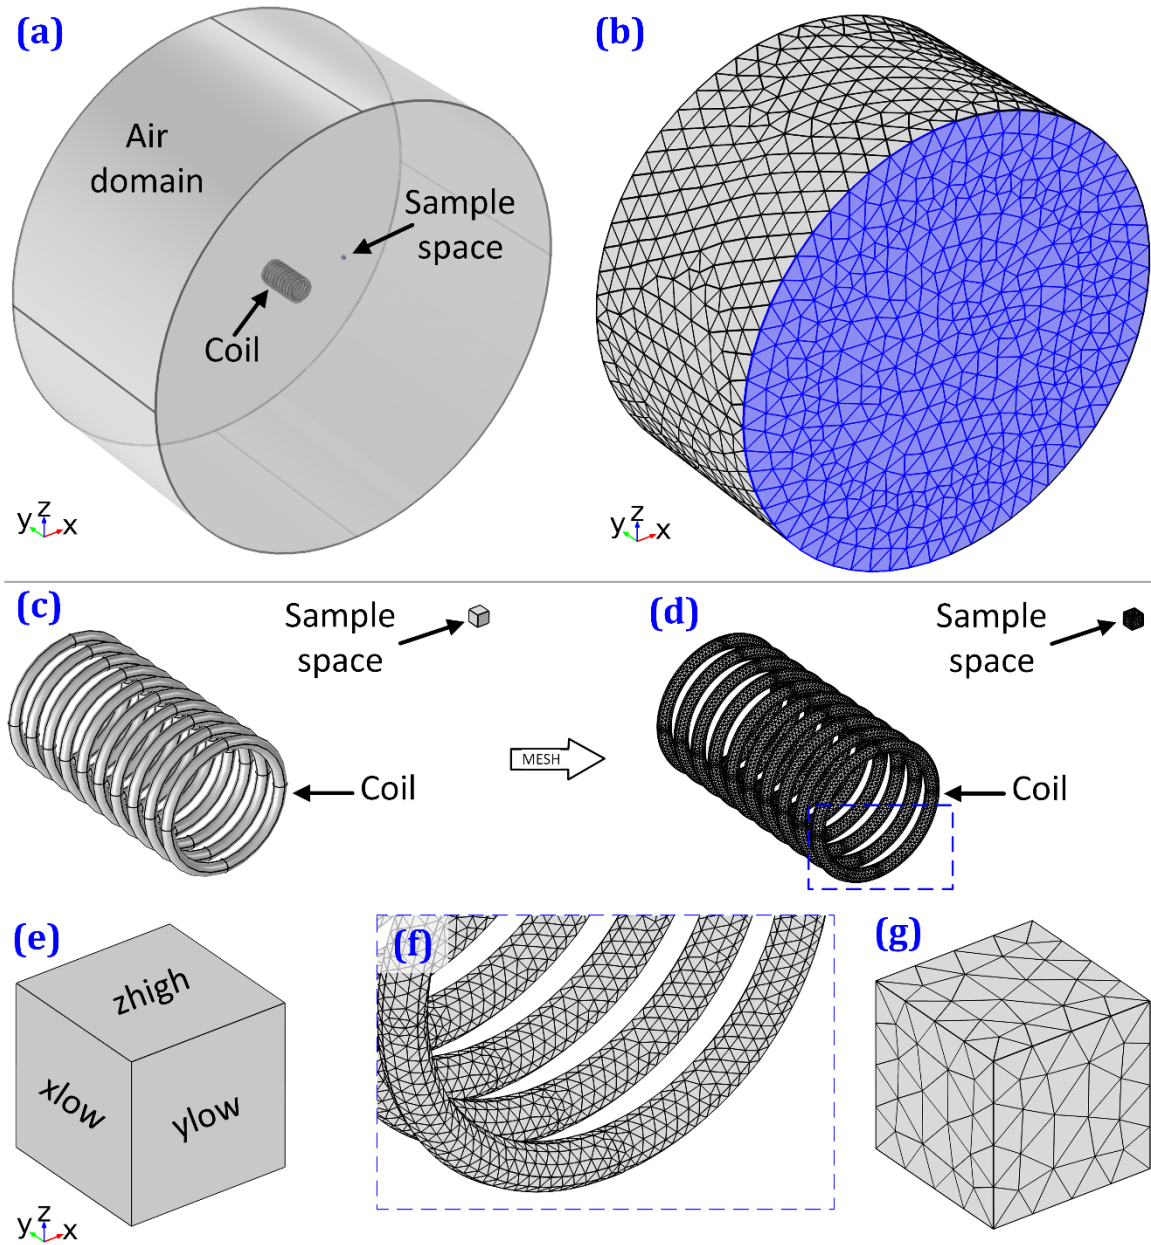 (a)
Air
domain
Sample
space
Coil
y z x
(b)
y z x
(c)
Sample
space
Coil
MESH
(d)
Sample
space
Coil
(e)
zhigh
xlow
ylow
y z x
(f)
(g)